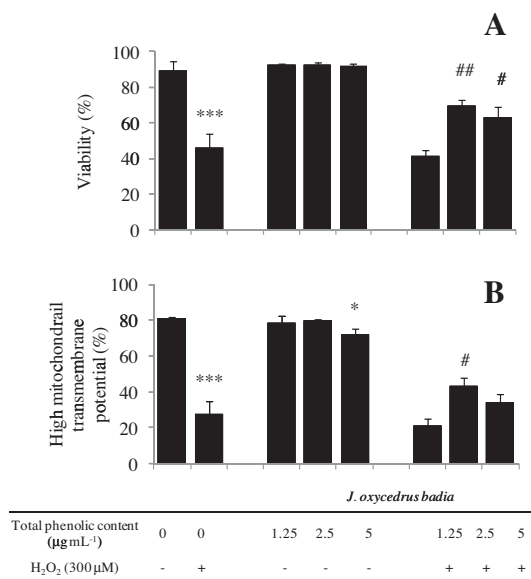 A
100
80
60
40
20
0
Viability (%)
***
##
#
B
100
80
60
40
20
0
High mitochondrail
transmembrane
potential (%)
***
*
#
J. oxycedrus badia
Total phenolic content
(µg mL-1)
0 0 1.25 2.5 5 1.25 2.5 5
H2O2 (300 µM) - + - - - + + +